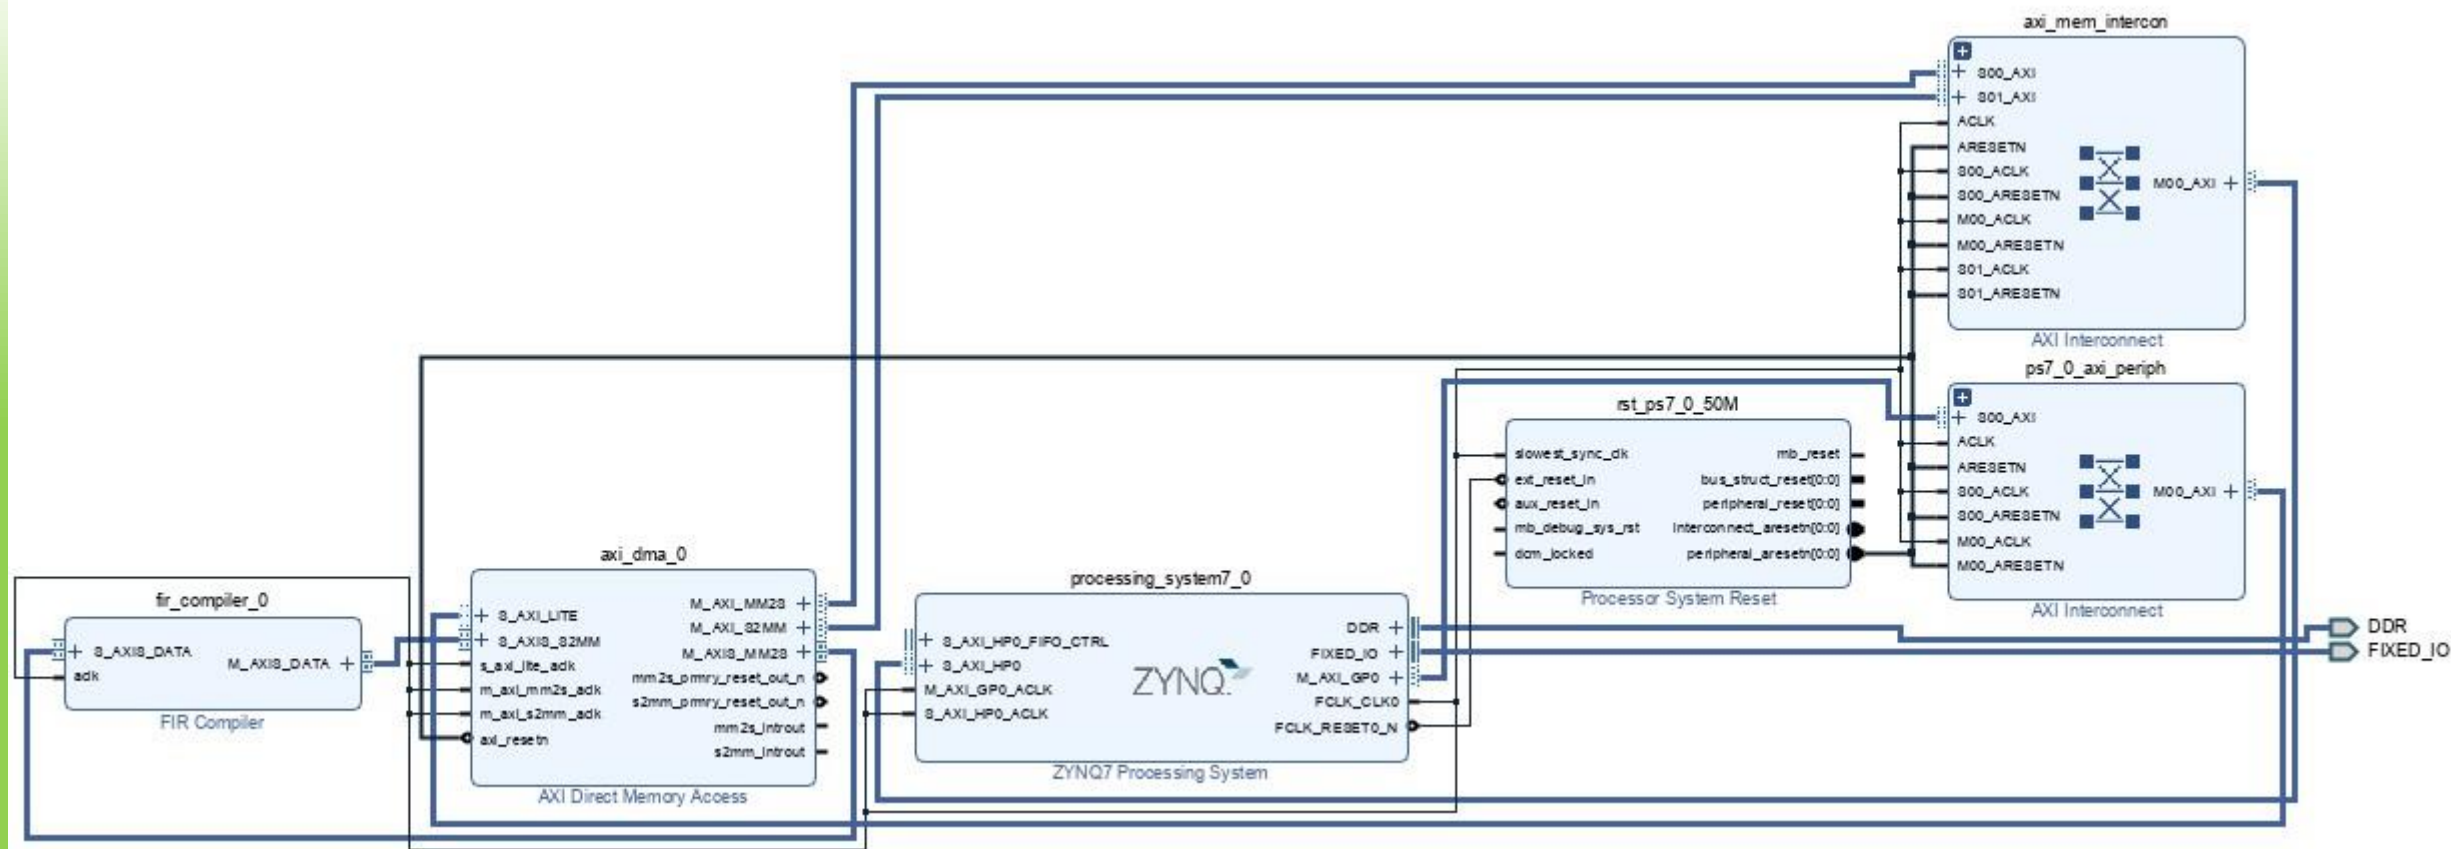 axi_mem_intercon
S00_AXI
S01_AXI
ACLK
ARESETN
S00_ACLK
S00_ARESETN
M00_ACLK
M00_ARESETN
S01_ACLK
S01_ARESETN
M00_AXI
AXI Interconnect
ps7_0_axi_periph
S00_AXI
ACLK
ARESETN
S00_ACLK
S00_ARESETN
M00_ACLK
M00_ARESETN
M00_AXI
AXI Interconnect
rst_ps7_0_50M
slowest_sync_clk
ext_reset_in
aux_reset_in
mb_debug_sys_rst
dcm_locked
mb_reset
bus_struct_reset[0:0]
peripheral_reset[0:0]
interconnect_aresetn[0:0]
peripheral_aresetn[0:0]
Processor System Reset
axi_dma_0
S_AXI_LITE
S_AXIS_S2MM
s_axi_lite_aclk
m_axi_mm2s_aclk
m_axi_s2mm_aclk
axi_resetn
M_AXI_MM2S
M_AXI_S2MM
M_AXIS_MM2S
mm2s_prmry_reset_out_n
s2mm_prmry_reset_out_n
mm2s_introut
s2mm_introut
AXI Direct Memory Access
processing_system7_0
S_AXI_HP0_FIFO_CTRL
S_AXI_HP0
M_AXI_GP0_ACLK
S_AXI_HP0_ACLK
ZYNQ
DDR
FIXED_IO
M_AXI_GP0
FCLK_CLK0
FCLK_RESET0_N
ZYNQ7 Processing System
fir_compiler_0
S_AXIS_DATA
aclk
M_AXIS_DATA
FIR Compiler
DDR
FIXED_IO